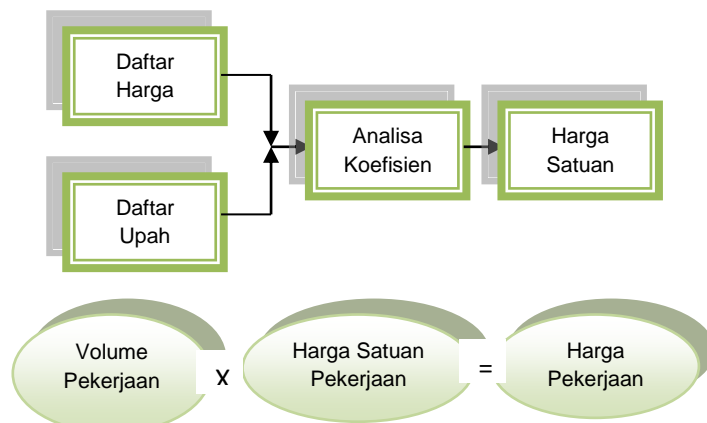 Daftar
Harga
Analisa
Koefisien
Harga
Satuan
Daftar
Upah
Volume
Pekerjaan
X
Harga Satuan
Pekerjaan
=
Harga
Pekerjaan